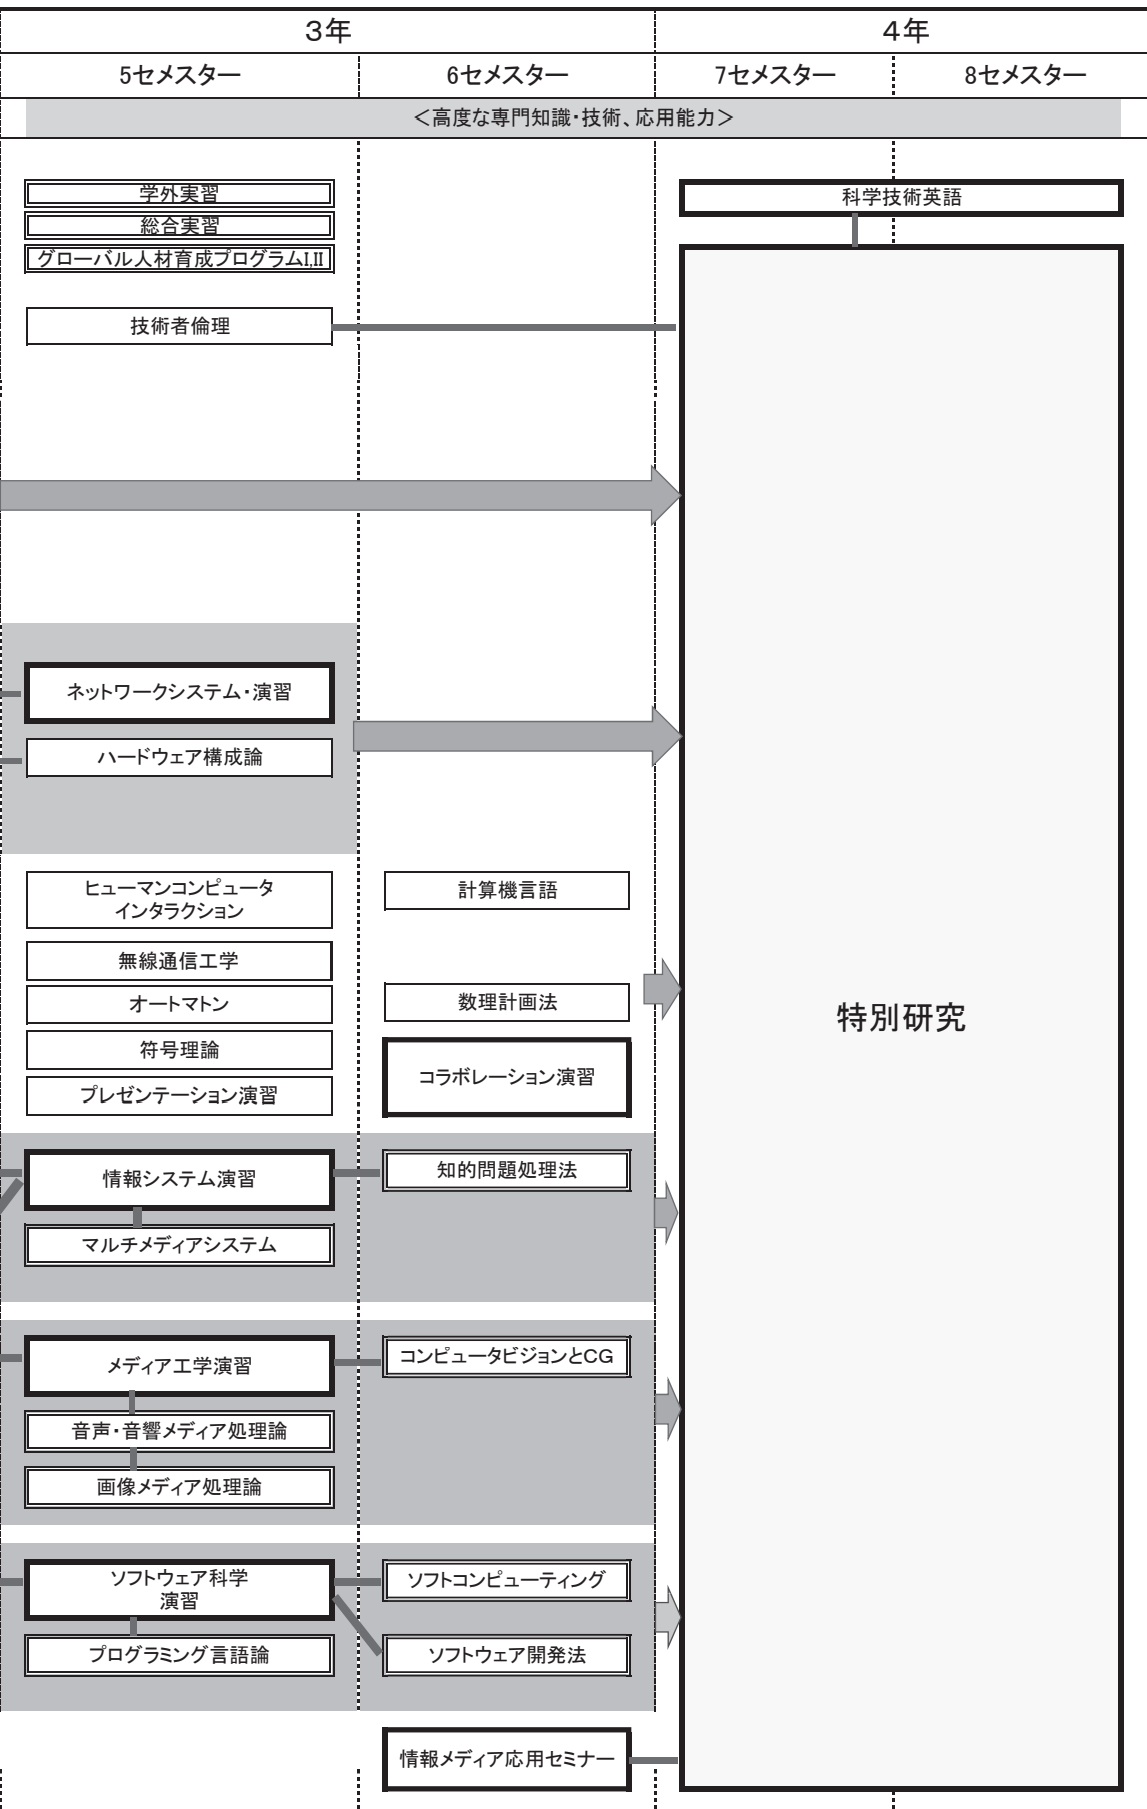 3年
4年
5セメスター
6セメスター
7セメスター
8セメスター
＜高度な専門知識・技術、応用能力＞
学外実習
総合実習
グローバル人材育成プログラムI,II
技術者倫理
科学技術英語
特別研究
ネットワークシステム・演習
ハードウェア構成論
ヒューマンコンピュータ
インタラクション
無線通信工学
オートマトン
符号理論
プレゼンテーション演習
計算機言語
数理計画法
コラボレーション演習
情報システム演習
マルチメディアシステム
知的問題処理法
メディア工学演習
音声・音響メディア処理論
画像メディア処理論
コンピュータビジョンとCG
ソフトウェア科学
演習
プログラミング言語論
ソフトコンピューティング
ソフトウェア開発法
情報メディア応用セミナー